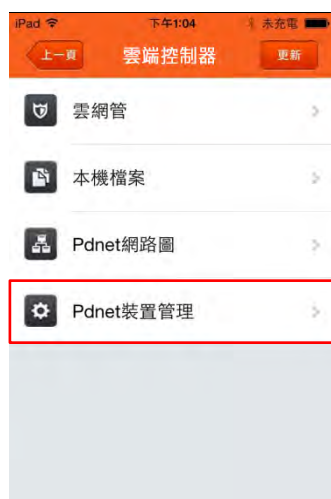 iPad 下午1:04 未充電
上一頁 雲端控制器 更新
雲網管
本機檔案
Pdnet網路圖
Pdnet裝置管理